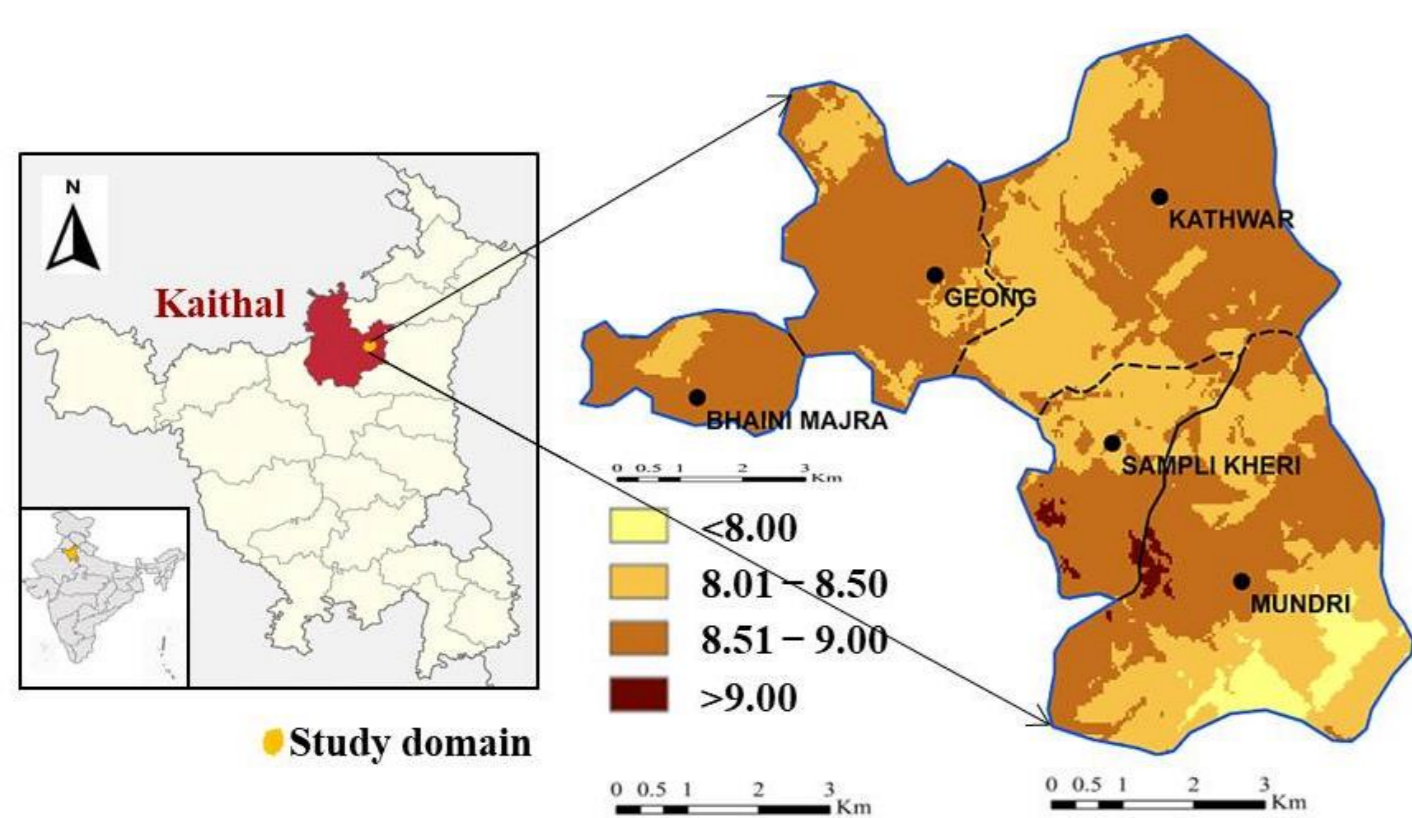 N
Kaithal
Study domain
KATHWAR
GEONG
BHAINI MAJRA
SAMPLI KHERI
MUNDRI
0 0.5 1 2 3 Km
<8.00
8.01 – 8.50
8.51 – 9.00
>9.00
0 0.5 1 2 3 Km
0 0.5 1 2 3 Km